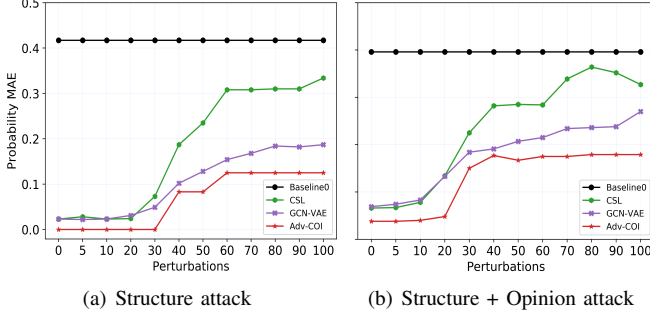 0.5
0.4
0.3
0.2
0.1
0.0
Probability MAE
Baseline0
CSL
GCN-VAE
Adv-COI
0 5 10 20 30 40 50 60 70 80 90 100
Perturbations
(a) Structure attack
Baseline0
CSL
GCN-VAE
Adv-COI
0 5 10 20 30 40 50 60 70 80 90 100
Perturbations
(b) Structure + Opinion attack